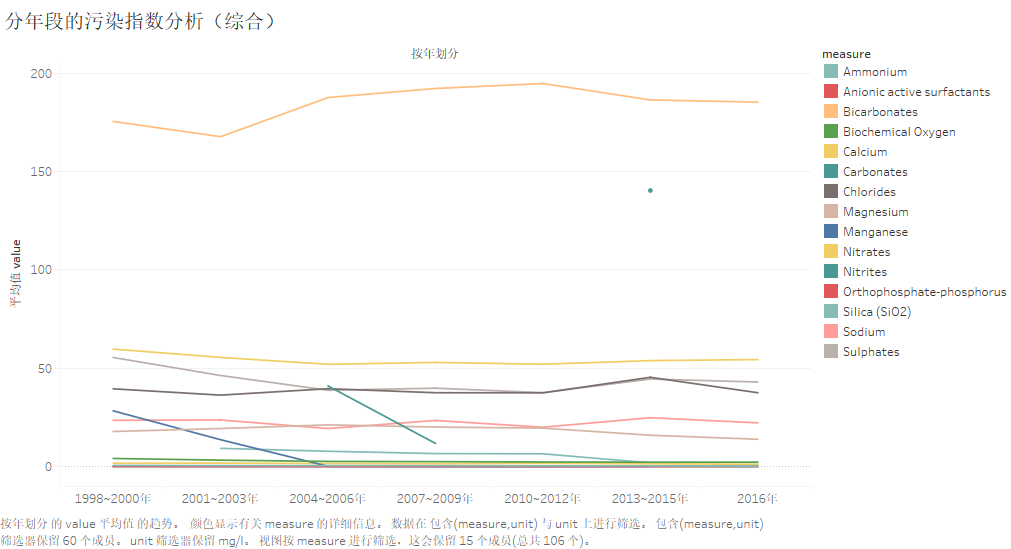 分年段的污染指数分析（综合）
按年划分
measure
Ammonium
Anionic active surfactants
Bicarbonates
Biochemical Oxygen
Calcium
Carbonates
Chlorides
Magnesium
Manganese
Nitrates
Nitrites
Orthophosphate-phosphorus
Silica (SiO2)
Sodium
Sulphates
平均值 value
200
150
100
50
0
1998~2000年
2001~2003年
2004~2006年
2007~2009年
2010~2012年
2013~2015年
2016年
按年划分 的 value 平均值 的趋势。 颜色显示有关 measure 的详细信息。 数据在 包含(measure,unit) 与 unit 上进行筛选。 包含(measure,unit)
筛选器保留 60 个成员。 unit 筛选器保留 mg/l。 视图按 measure 进行筛选，这会保留 15 个成员(总共 106 个)。